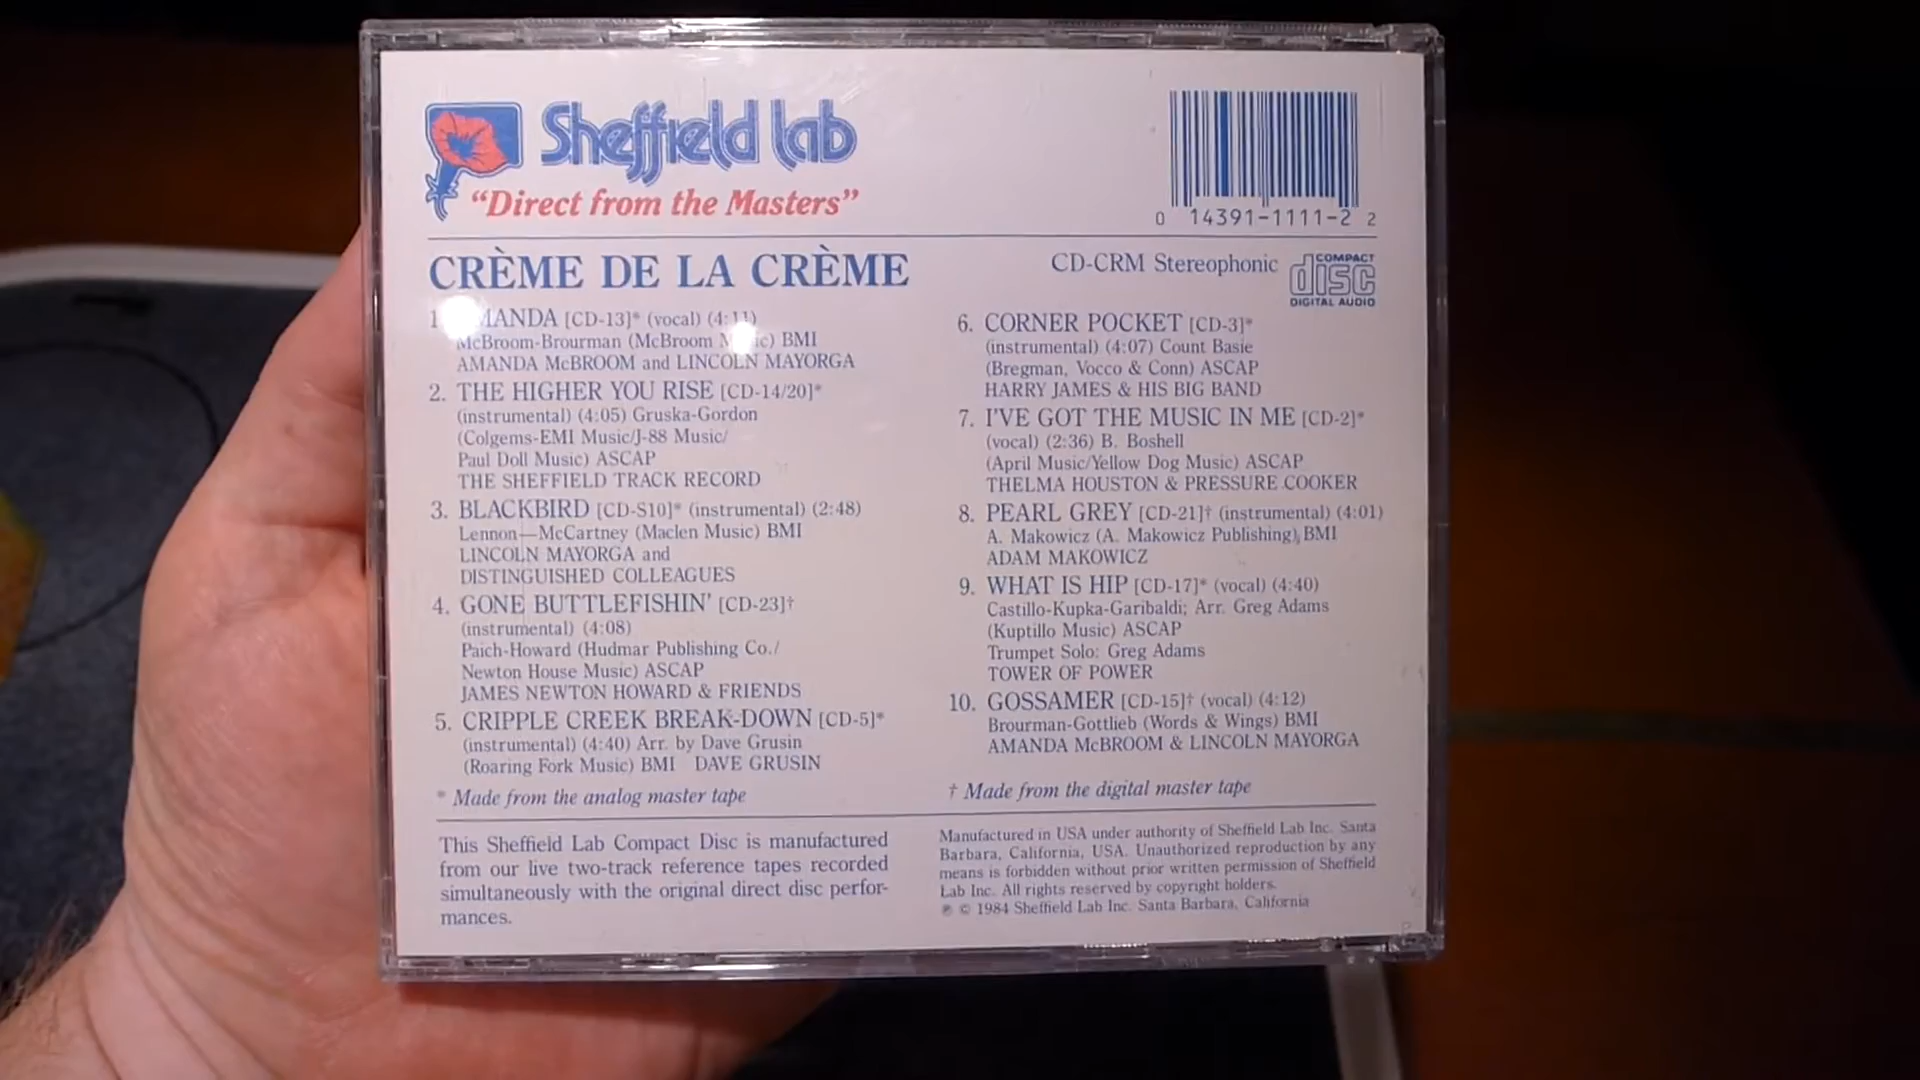 Sheffield Lab
“Direct from the Masters”
0 14391-1111-2 2
CRÈME DE LA CRÈME
CD-CRM Stereophonic
COMPACT
disc
DIGITAL AUDIO
1 MANDA [CD-13]* (vocal) (4:11)
McBroom-Brourman (McBroom) BMI
AMANDA McBROOM and LINCOLN MAYORGA
2. THE HIGHER YOU RISE [CD-14/20]*
(instrumental) (4:05) Gruska-Gordon
(Colgems-EMI Music/J-88 Music/
Paul Doll Music) ASCAP
THE SHEFFIELD TRACK RECORD
3. BLACKBIRD [CD-S10]* (instrumental) (2:48)
Lennon—McCartney (Maclen Music) BMI
LINCOLN MAYORGA and
DISTINGUISHED COLLEAGUES
4. GONE BUTTLEFISHIN' [CD-23]†
(instrumental) (4:08)
Paich-Howard (Hudmar Publishing Co./
Newton House Music) ASCAP
JAMES NEWTON HOWARD & FRIENDS
5. CRIPPLE CREEK BREAK-DOWN [CD-5]*
(instrumental) (4:40) Arr. by Dave Grusin
(Roaring Fork Music) BMI DAVE GRUSIN
* Made from the analog master tape
6. CORNER POCKET [CD-3]*
(instrumental) (4:07) Count Basie
(Bregman, Vocco & Conn) ASCAP
HARRY JAMES & HIS BIG BAND
7. I'VE GOT THE MUSIC IN ME [CD-2]*
(vocal) (2:36) B. Boshell
(April Music/Yellow Dog Music) ASCAP
THELMA HOUSTON & PRESSURE COOKER
8. PEARL GREY [CD-21]† (instrumental) (4:01)
A. Makowicz (A. Makowicz Publishing), BMI
ADAM MAKOWICZ
9. WHAT IS HIP [CD-17]* (vocal) (4:40)
Castillo-Kupka-Garibaldi; Arr. Greg Adams
(Kuptillo Music) ASCAP
Trumpet Solo: Greg Adams
TOWER OF POWER
10. GOSSAMER [CD-15]† (vocal) (4:12)
Brourman-Gottlieb (Words & Wings) BMI
AMANDA McBROOM & LINCOLN MAYORGA
† Made from the digital master tape
This Sheffield Lab Compact Disc is manufactured
from our live two-track reference tapes recorded
simultaneously with the original direct disc perfor-
mances.
Manufactured in USA under authority of Sheffield Lab Inc. Santa
Barbara, California, USA. Unauthorized reproduction by any
means is forbidden without prior written permission of Sheffield
Lab Inc. All rights reserved by copyright holders.
℗ © 1984 Sheffield Lab Inc. Santa Barbara, California